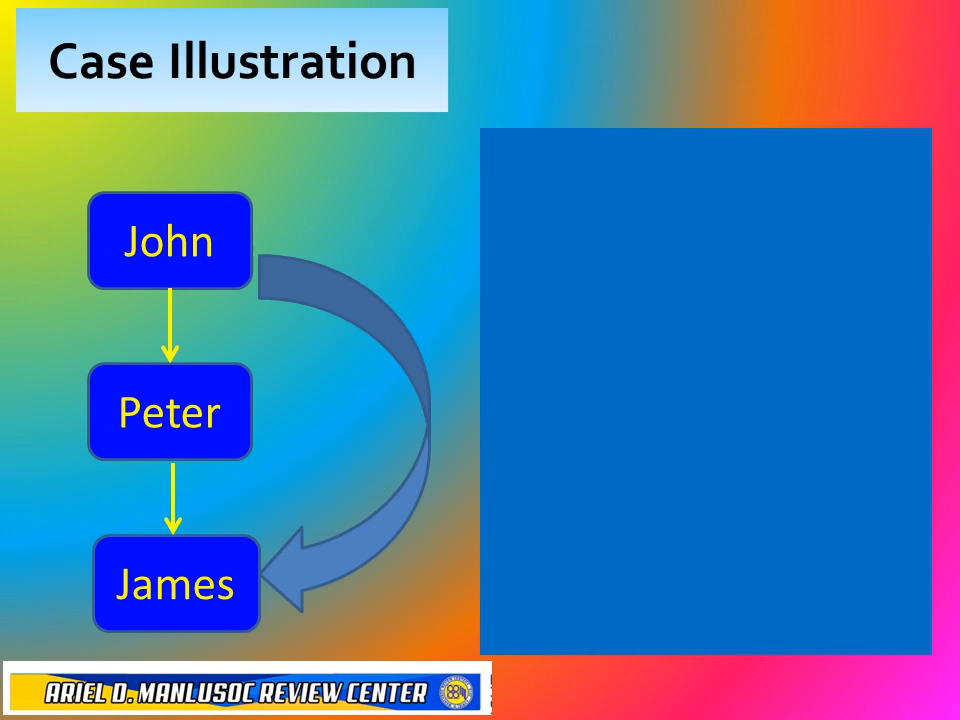 Case Illustration
John
Peter
James
ARIEL D. MANLUSOC REVIEW CENTER